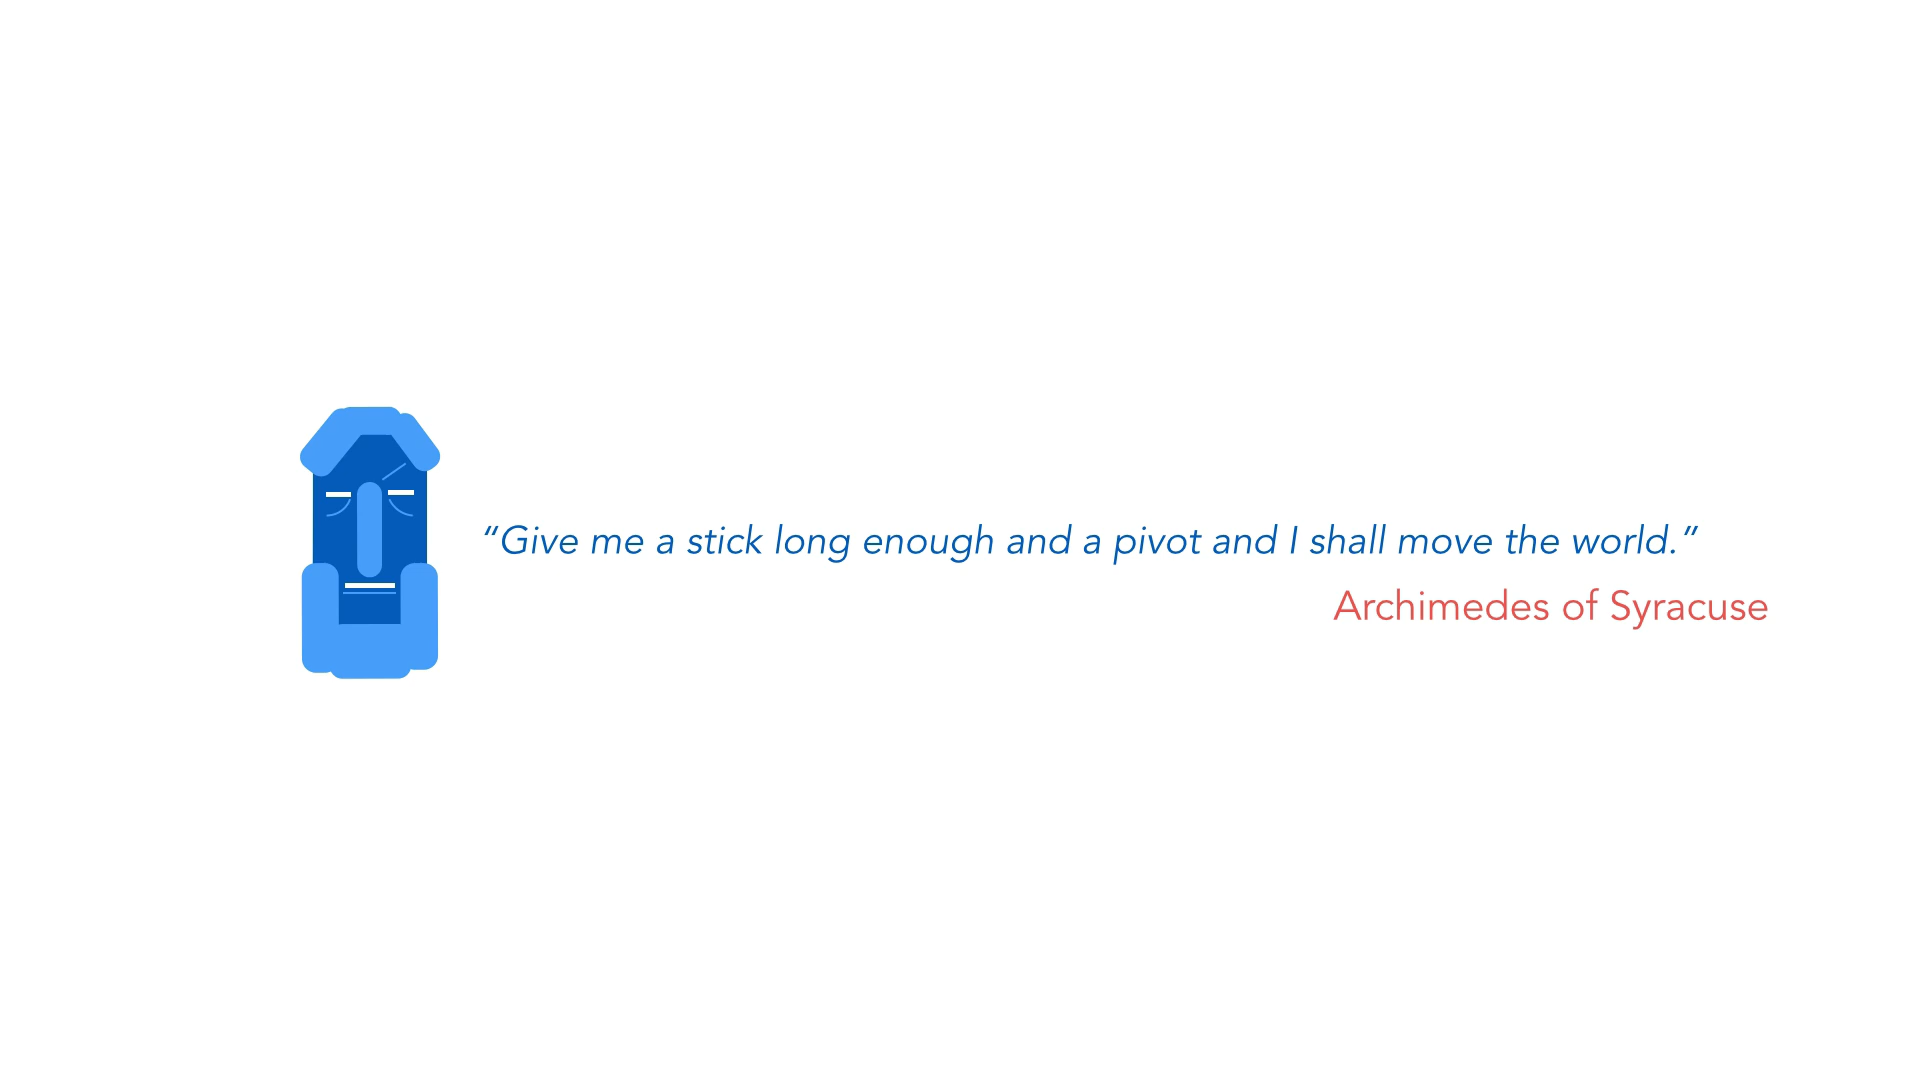 “Give me a stick long enough and a pivot and I shall move the world.”
Archimedes of Syracuse